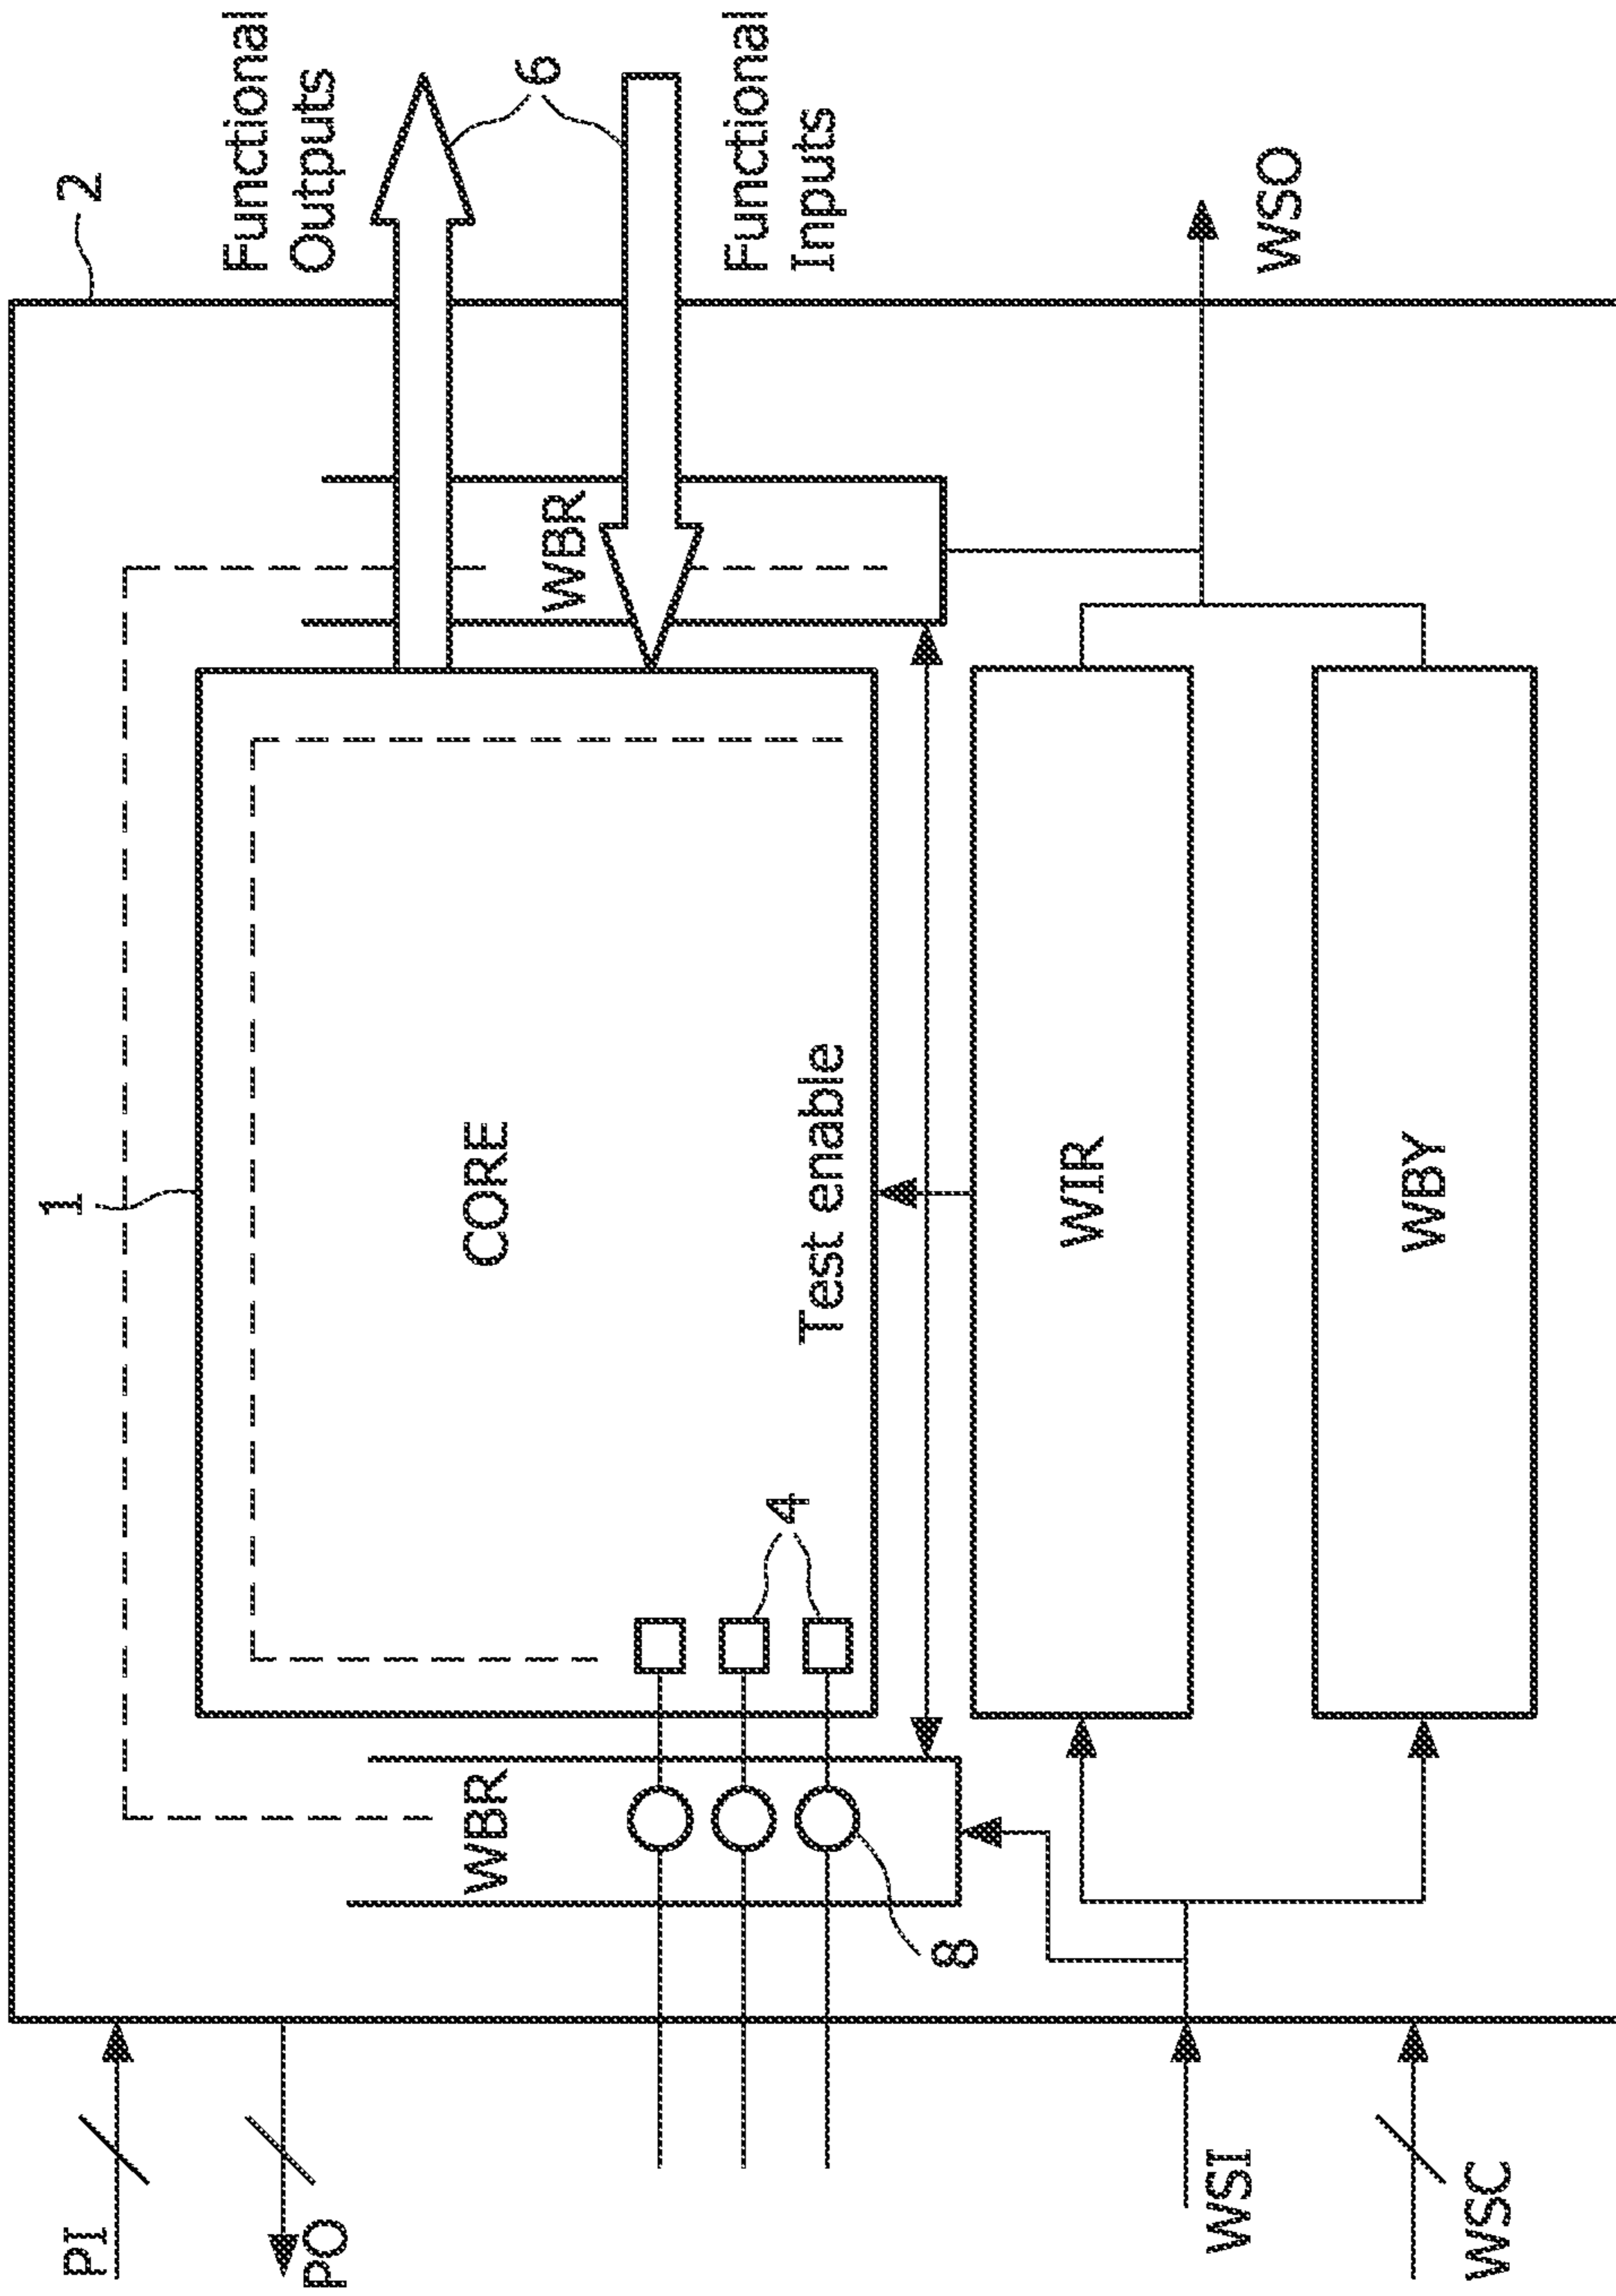 PI
PO
1
2
Functional
Outputs
6
WBR
CORE
WBR
Functional
Inputs
4
Test enable
8
WIR
WSI
WSO
WBY
WSC